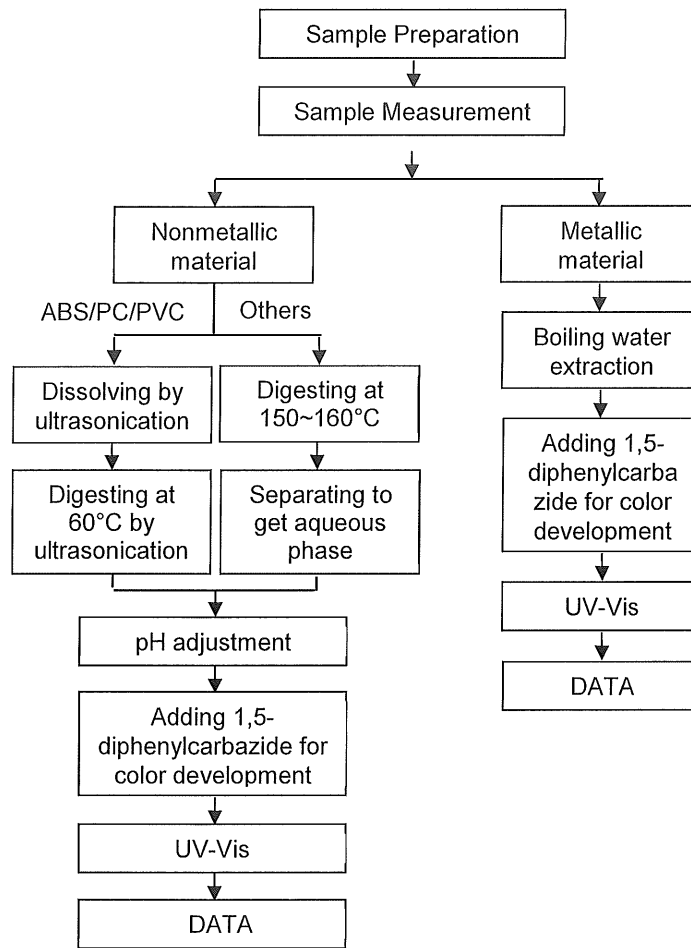 Sample Preparation
Sample Measurement
Nonmetallic
material
Metallic
material
ABS/PC/PVC
Others
Boiling water
extraction
Dissolving by
ultrasonication
Digesting at
150~160°C
Adding 1,5-
diphenylcarba
zide for color
development
Digesting at
60°C by
ultrasonication
Separating to
get aqueous
phase
UV-Vis
pH adjustment
DATA
Adding 1,5-
diphenylcarbazide for
color development
UV-Vis
DATA